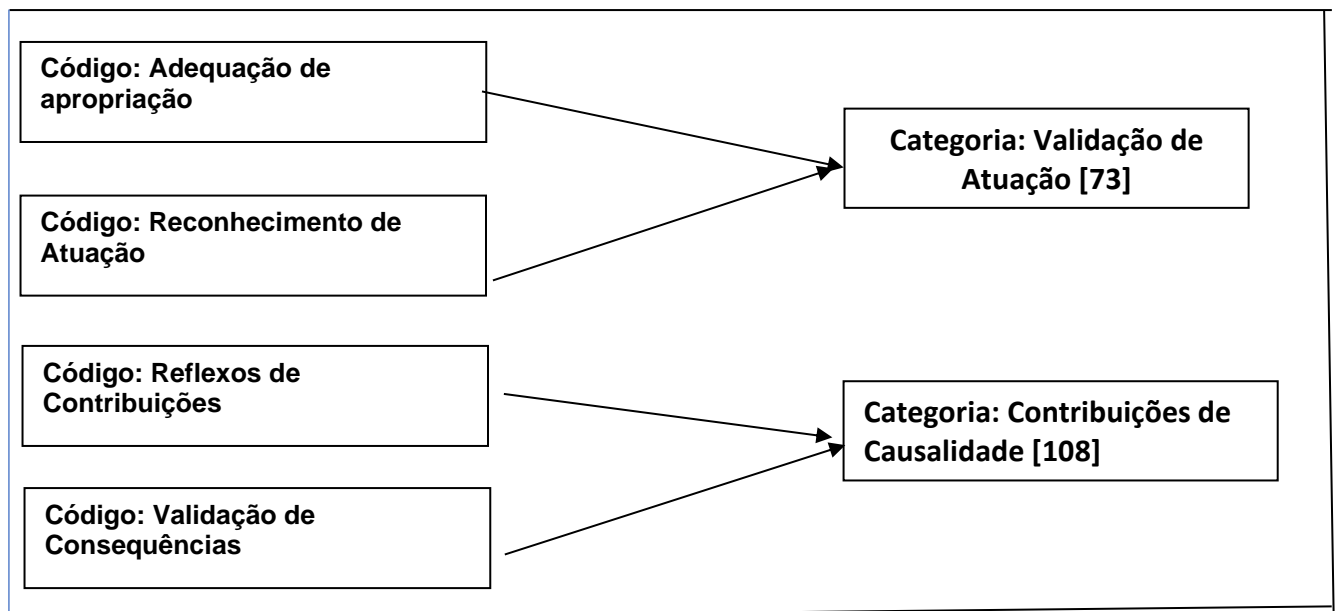 Código: Adequação de
apropriação
Categoria: Validação de
Atuação [73]
Código: Reconhecimento de
Atuação
Código: Reflexos de
Contribuições
Categoria: Contribuições de
Causalidade [108]
Código: Validação de
Consequências